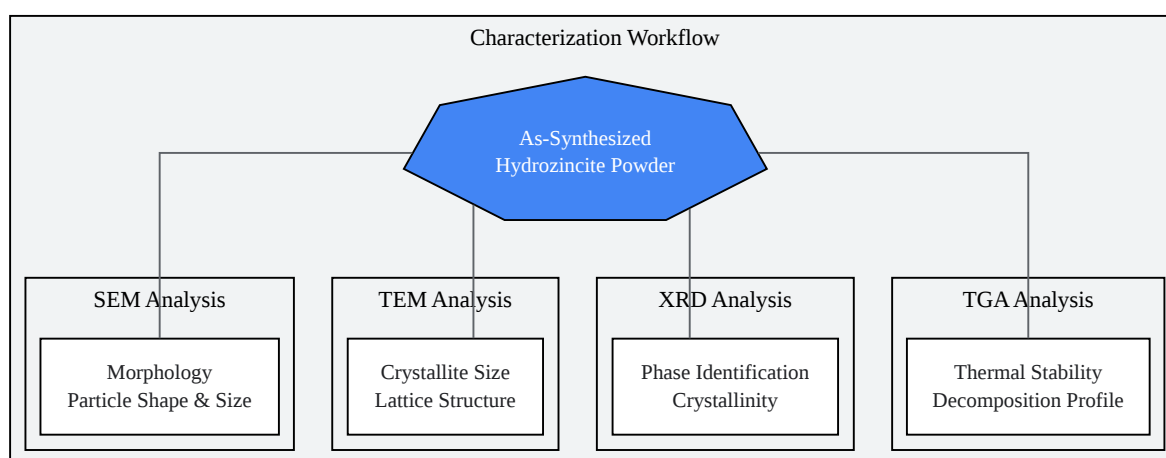 Characterization Workflow
As-Synthesized
Hydrozincite Powder
SEM Analysis
Morphology
Particle Shape & Size
TEM Analysis
Crystallite Size
Lattice Structure
XRD Analysis
Phase Identification
Crystallinity
TGA Analysis
Thermal Stability
Decomposition Profile